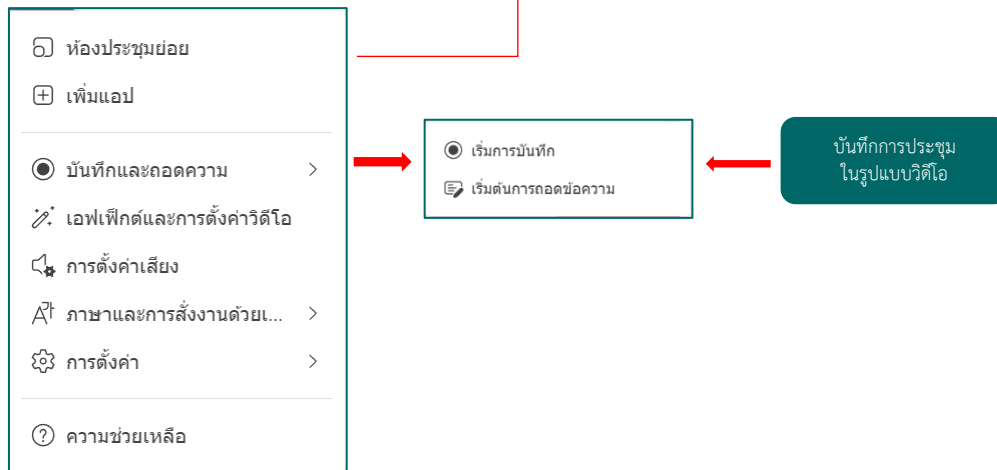 ห้องประชุมย่อย
เพิ่มแอป
บันทึกและถอดความ
เอฟเฟ็กต์และการตั้งค่าวิดีโอ
การตั้งค่าเสียง
ภาษาและการสั่งงานด้วยเ...
การตั้งค่า
ความช่วยเหลือ
เริ่มการบันทึก
เริ่มต้นการถอดข้อความ
บันทึกการประชุม
ในรูปแบบวิดีโอ